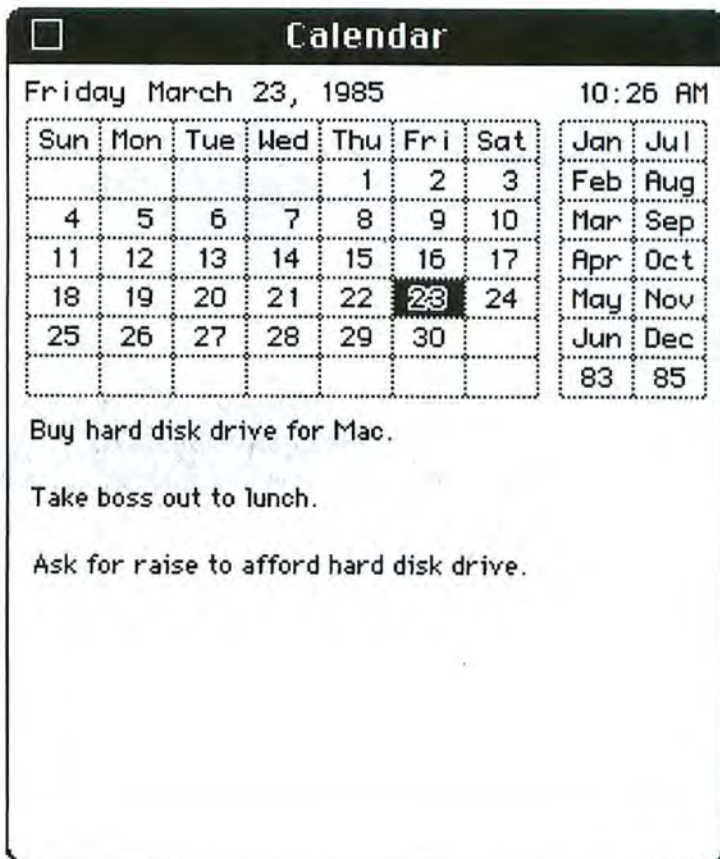 Calendar
Friday March 23, 1985 10:26 AM
Sun Mon Tue Wed Thu Fri Sat Jan Jul
1 2 3 Feb Aug
4 5 6 7 8 9 10 Mar Sep
11 12 13 14 15 16 17 Apr Oct
18 19 20 21 22 23 24 May Nov
25 26 27 28 29 30 Jun Dec
83 85
Buy hard disk drive for Mac.
Take boss out to lunch.
Ask for raise to afford hard disk drive.